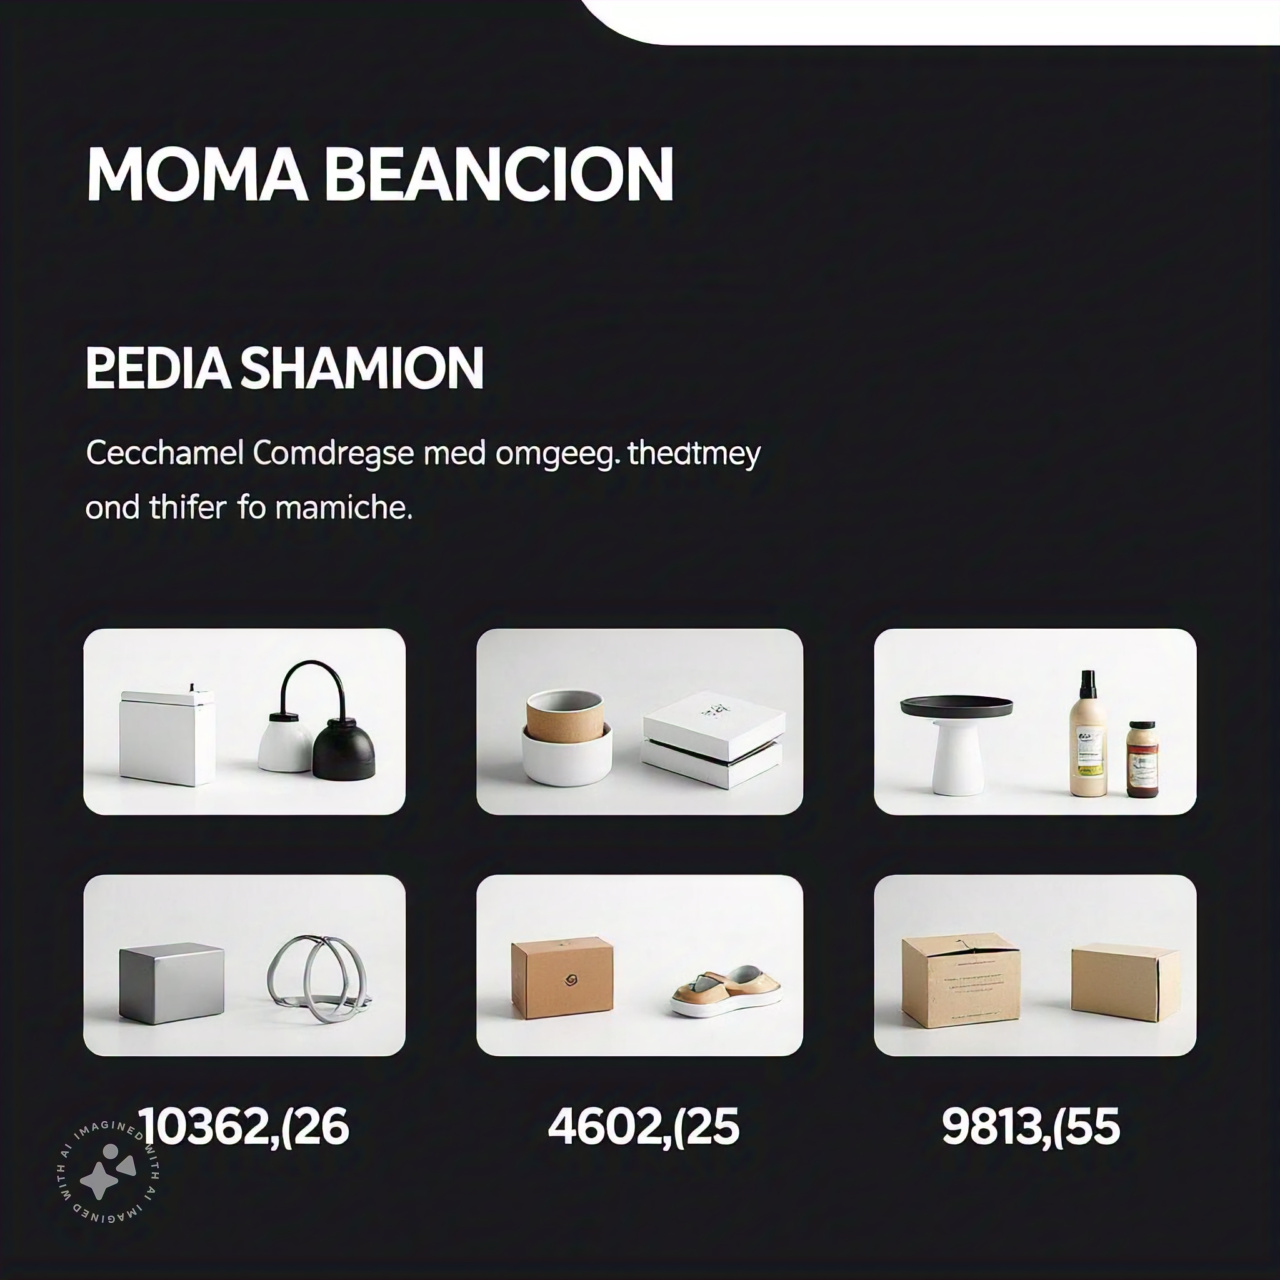 MOMA BEANCION
PEDIA SHAMION
Cecchamel Comdregse med omgeeg. thedtmey
ond thifer fo mamiche.
10362,(26
4602,(25
9813,(55
IMAGINED WITH AI IMAGINED WITH AI